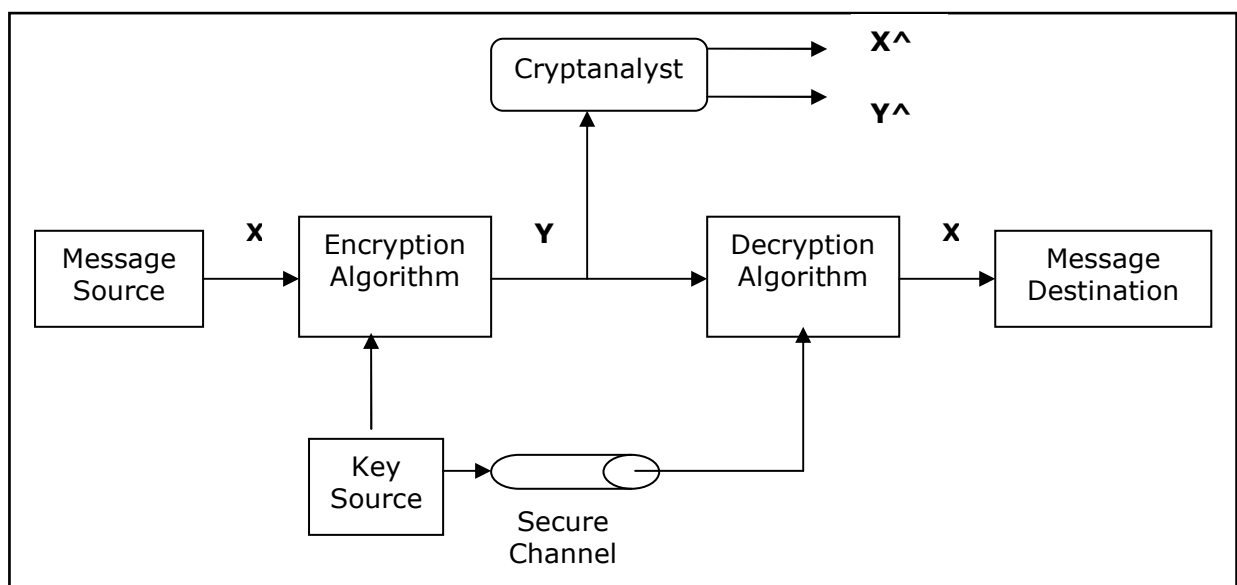 X^
Cryptanalyst
Y^
X
Encryption
Algorithm
Y
Decryption
Algorithm
X
Message
Source
Message
Destination
Key
Source
Secure
Channel